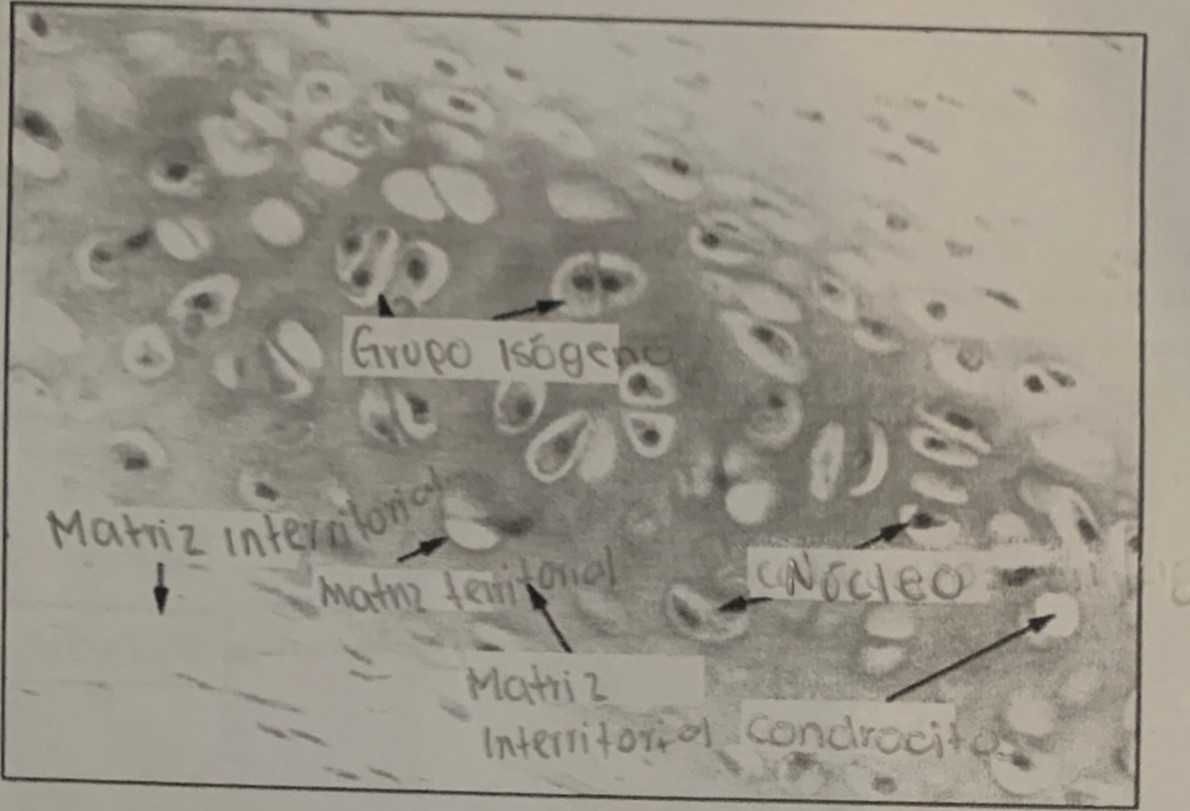 Grupo Isógeno
Matriz interritorial
Matriz territorial
Núcleo
Matriz
Interritorial
Condrocito